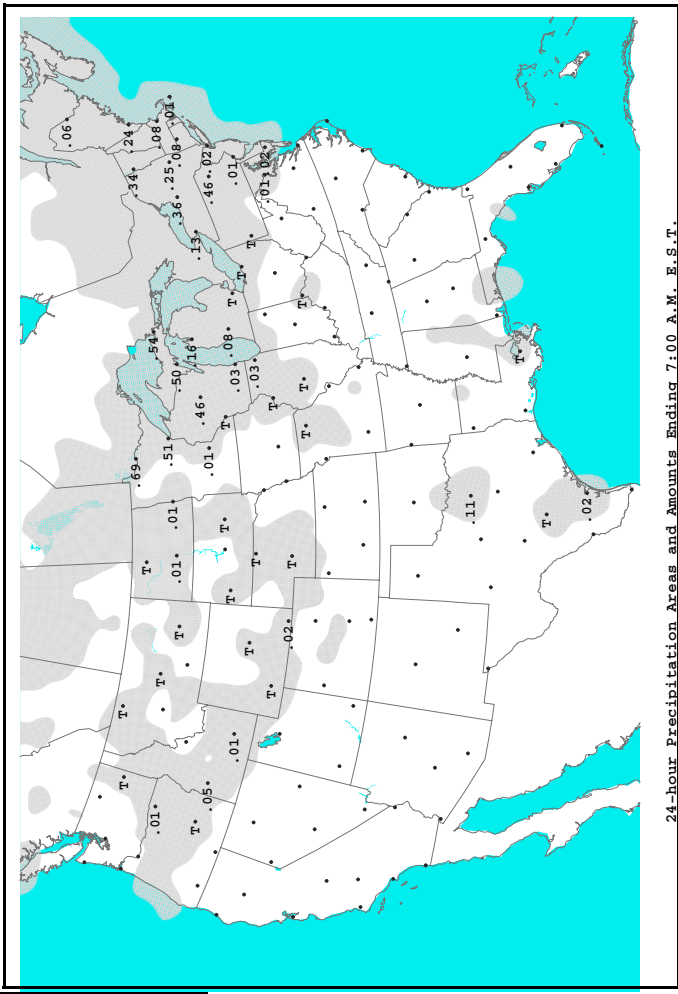 .06
T
T
.24
.34
.69
T
.54
.01
.08
T
.51
.25
.01
.01
.01
.50
.36
.08
T
.16
T
.13
.46
.05
.01
.46
.02
T
T
.08
T
T
.01
.01
.03
T
T
T
.03
T
.01
.02
T
T
.02
T
T
T
T
.11
T
T
.02
24-hour Precipitation Areas and Amounts Ending 7:00 A.M. E.S.T.